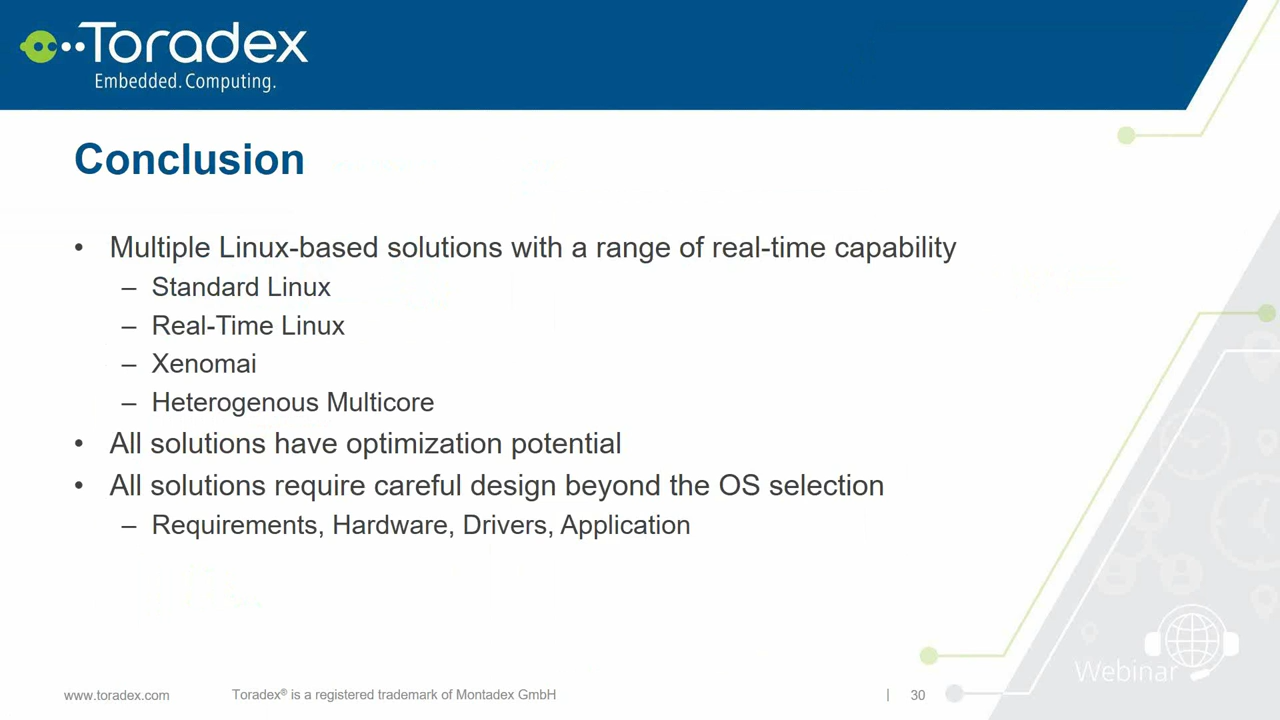 Toradex
Embedded. Computing.
Conclusion
• Multiple Linux-based solutions with a range of real-time capability
– Standard Linux
– Real-Time Linux
– Xenomai
– Heterogenous Multicore
• All solutions have optimization potential
• All solutions require careful design beyond the OS selection
– Requirements, Hardware, Drivers, Application
Webinar
www.toradex.com
Toradex® is a registered trademark of Montadex GmbH
| 30